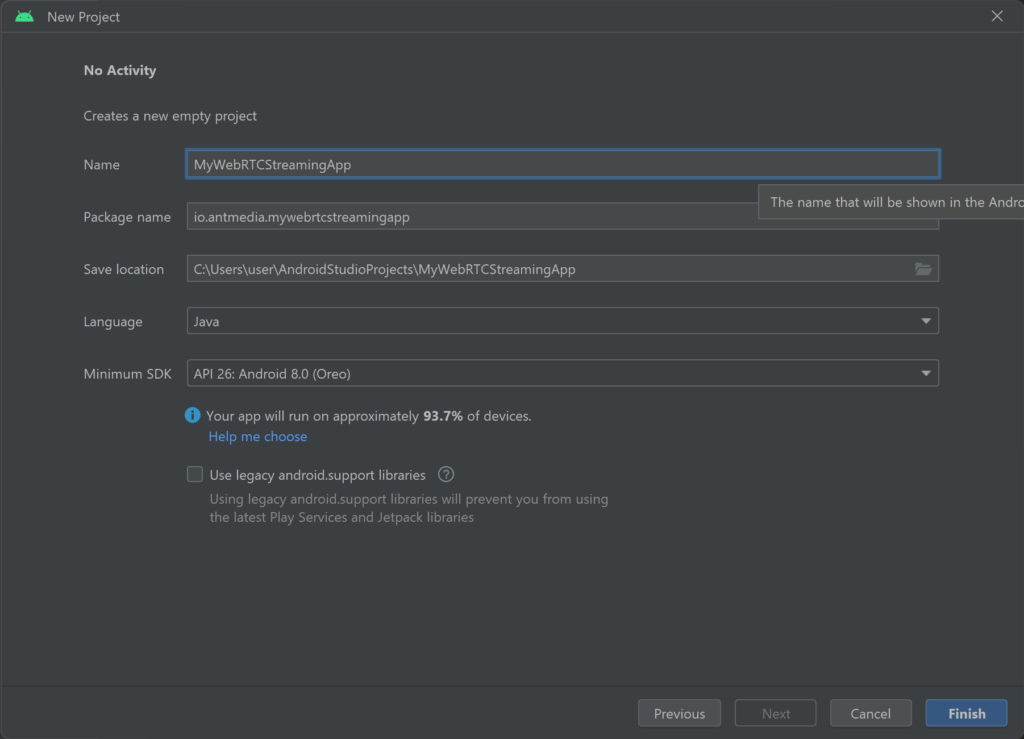 New Project
No Activity
Creates a new empty project
Name MyWebRTCStreamingApp
The name that will be shown in the Andro
Package name io.antmedia.mywebrtcstreamingapp
Save location C:\Users\user\AndroidStudioProjects\MyWebRTCStreamingApp
Language Java
Minimum SDK API 26: Android 8.0 (Oreo)
Your app will run on approximately 93.7% of devices.
Help me choose
Use legacy android.support libraries ?
Using legacy android.support libraries will prevent you from using
the latest Play Services and Jetpack libraries
Previous Next Cancel Finish